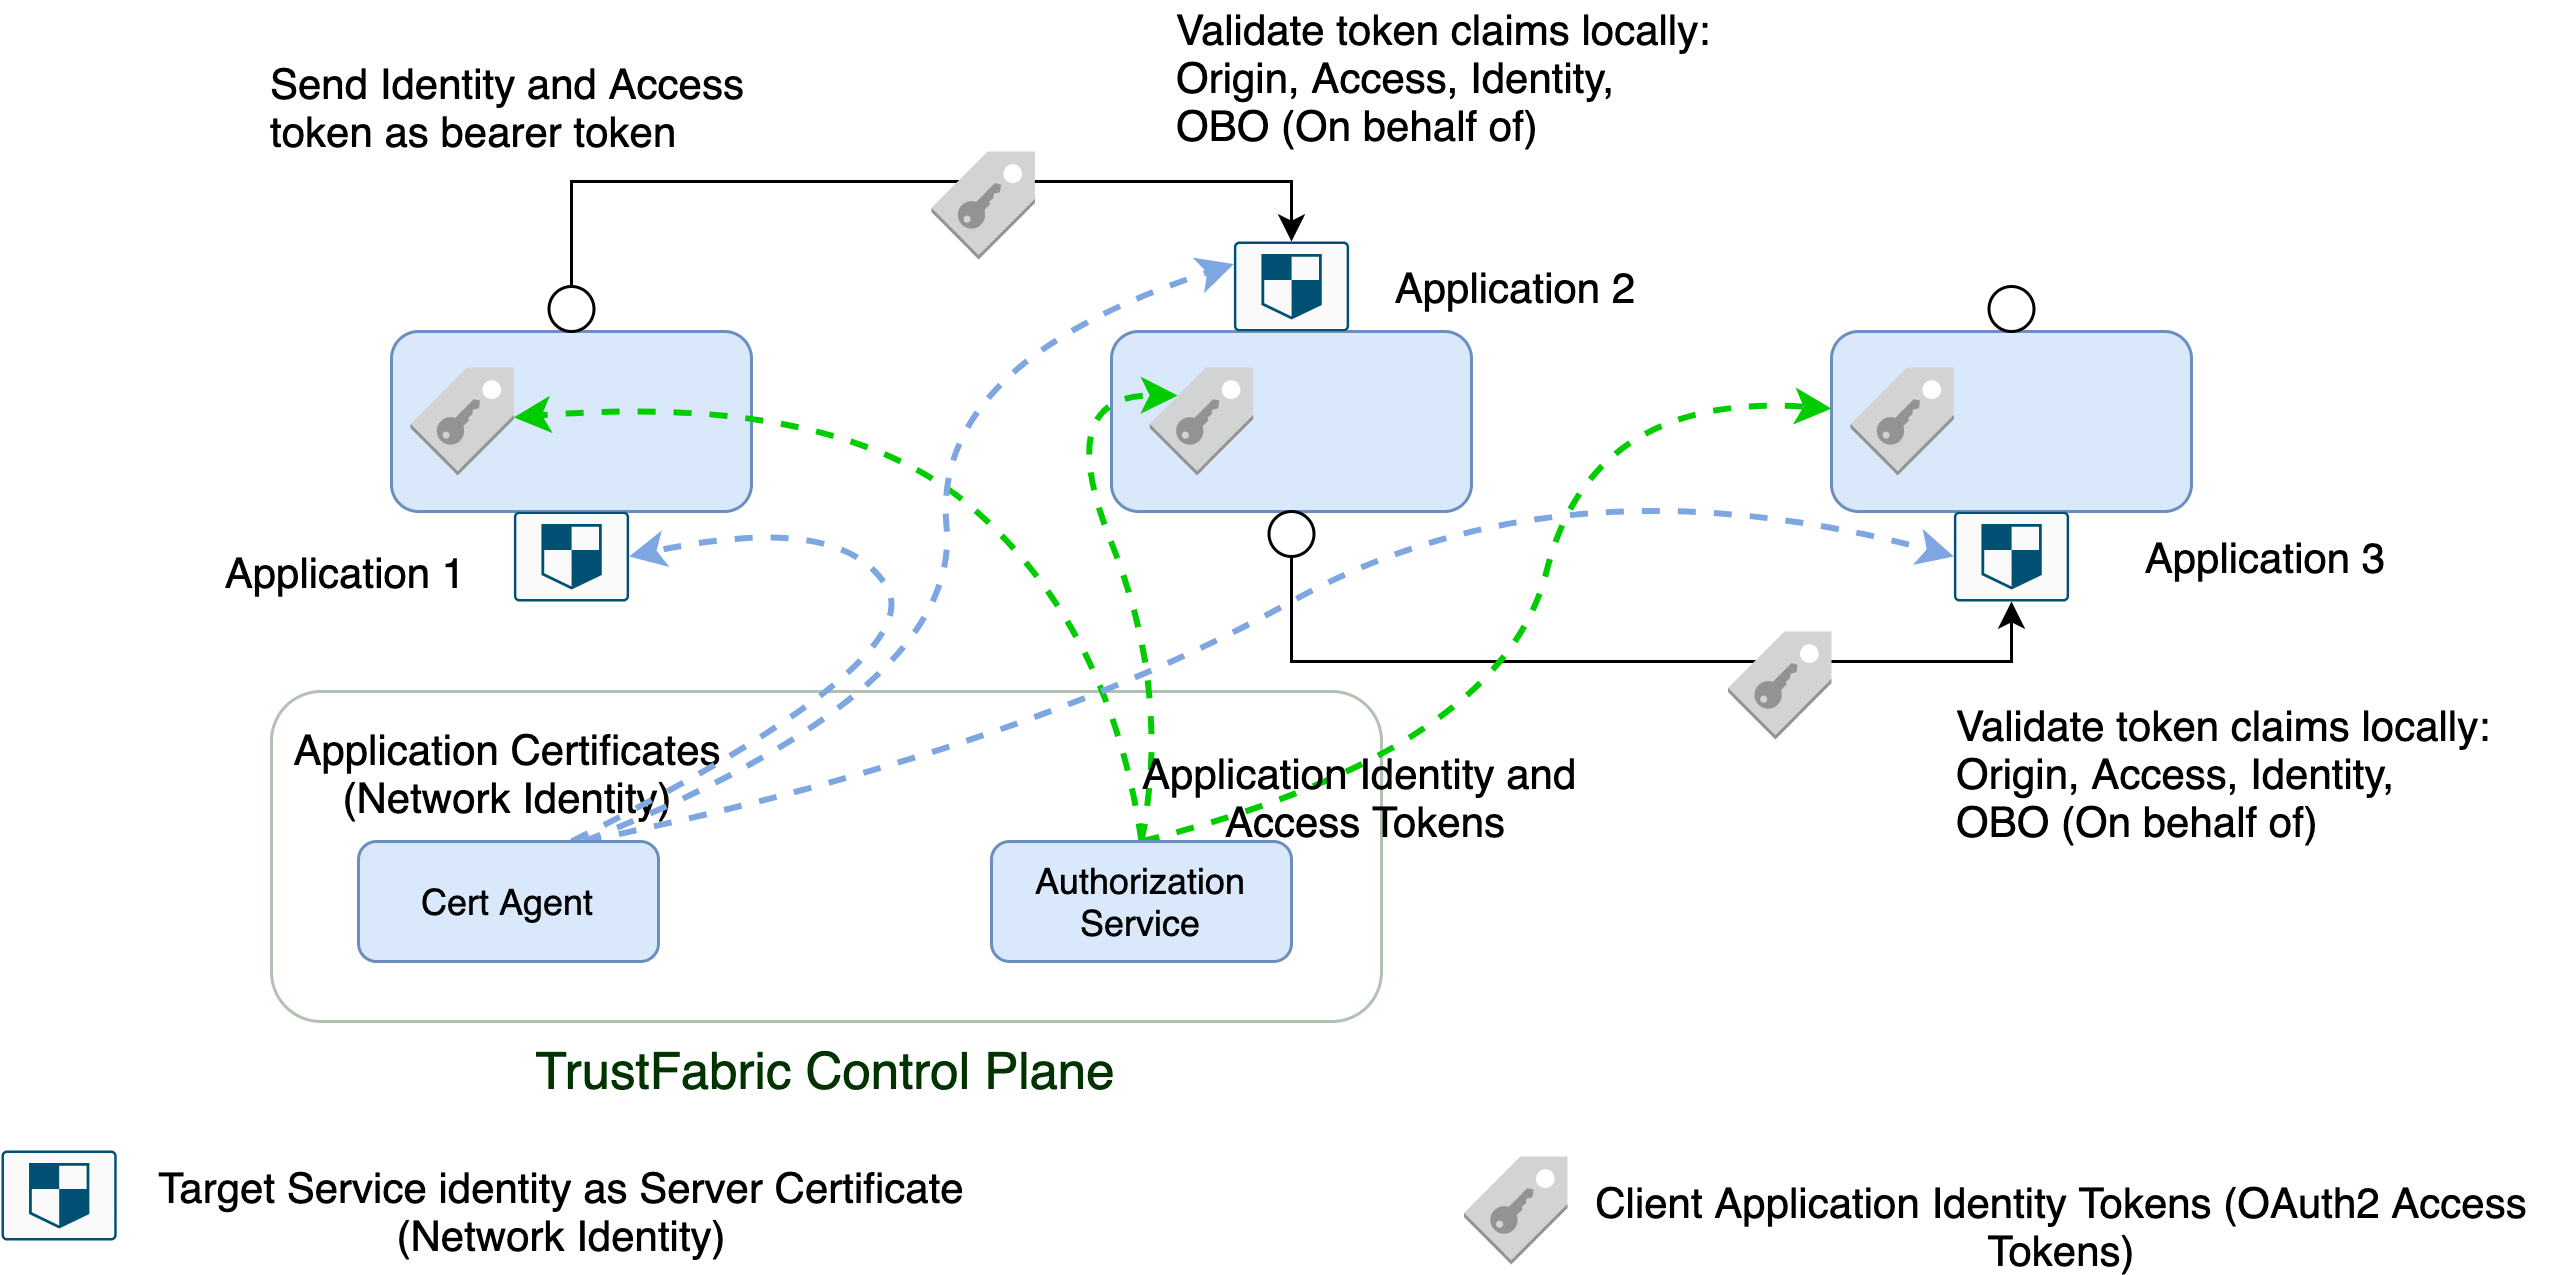 Validate token claims locally:
Origin, Access, Identity,
OBO (On behalf of)
Send Identity and Access
token as bearer token
Application 2
Application 1
Application 3
Application Certificates
(Network Identity)
Application Identity and
Access Tokens
Validate token claims locally:
Origin, Access, Identity,
OBO (On behalf of)
Cert Agent
Authorization
Service
TrustFabric Control Plane
Target Service identity as Server Certificate
(Network Identity)
Client Application Identity Tokens (OAuth2 Access
Tokens)